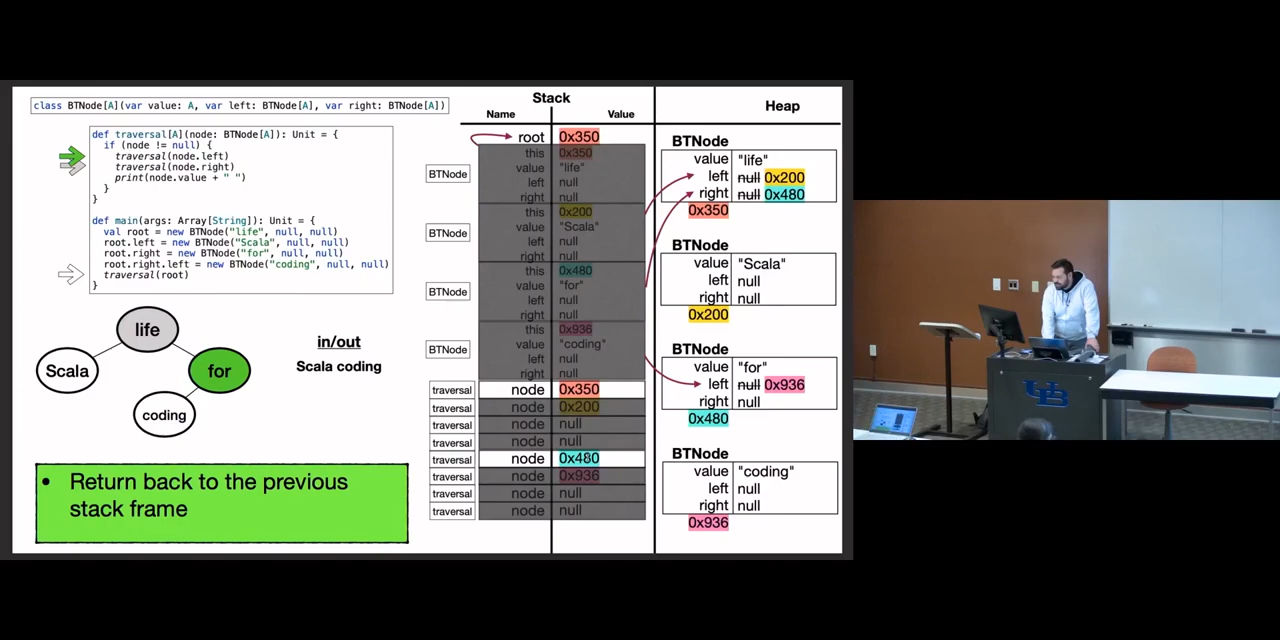 class BTNode[A](var value: A, var left: BTNode[A], var right: BTNode[A])
def traversal[A](node: BTNode[A]): Unit = {
if (node != null) {
traversal(node.left)
traversal(node.right)
print(node.value + " ")
}
}
def main(args: Array[String]): Unit = {
val root = new BTNode("life", null, null)
root.left = new BTNode("Scala", null, null)
root.right = new BTNode("for", null, null)
root.right.left = new BTNode("coding", null, null)
traversal(root)
}
life
Scala
for
coding
in/out
Scala coding
• Return back to the previous
stack frame
Stack
Name Value
root 0x350
BTNode
this 0x350
value "life"
left null
right null
BTNode
this 0x200
value "Scala"
left null
right null
BTNode
this 0x480
value "for"
left null
right null
BTNode
this 0x936
value "coding"
left null
right null
traversal node 0x350
traversal node 0x200
traversal node null
traversal node null
traversal node 0x480
traversal node 0x936
traversal node null
traversal node null
Heap
BTNode
value "life"
left null 0x200
right null 0x480
0x350
BTNode
value "Scala"
left null
right null
0x200
BTNode
value "for"
left null 0x936
right null
0x480
BTNode
value "coding"
left null
right null
0x936
UB